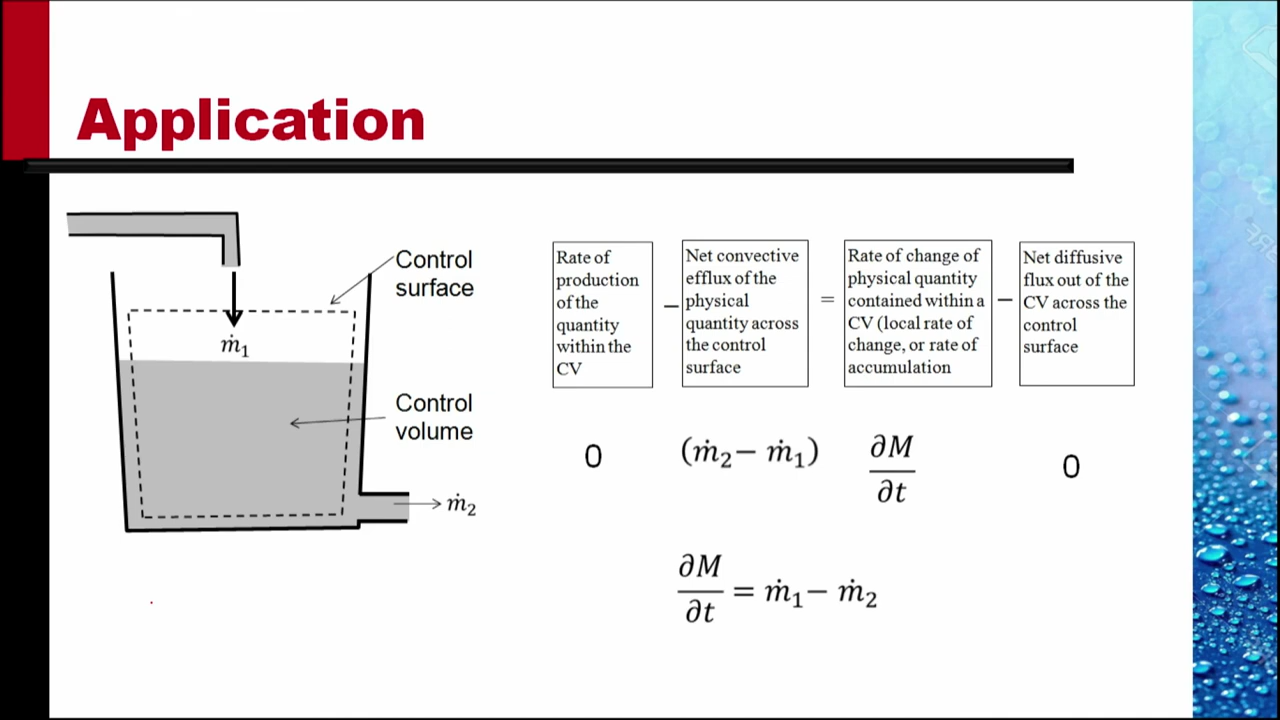 Application
Control
surface
ṁ₁
Control
volume
ṁ₂
Rate of
production
of the
quantity
within the
CV
−
Net convective
efflux of the
physical
quantity across
the control
surface
=
Rate of change of
physical quantity
contained within a
CV (local rate of
change, or rate of
accumulation
−
Net diffusive
flux out of the
CV across the
control
surface
0
(ṁ₂− ṁ₁)
∂M
∂t
0
∂M
∂t
= ṁ₁− ṁ₂